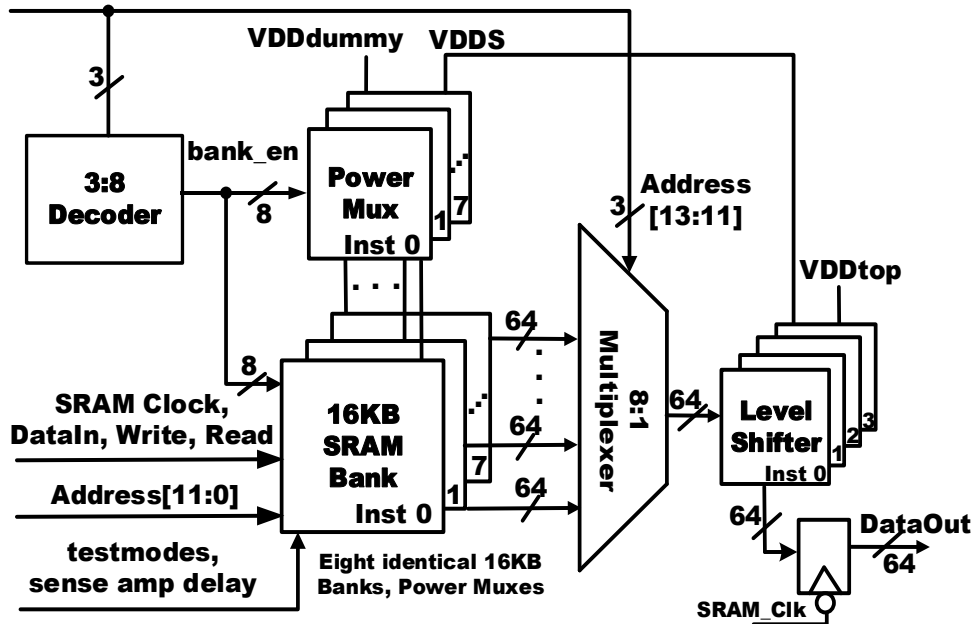 VDDdummy VDDS
3
bank_en
3:8
Decoder
8
Power
Mux
Inst 0
1
7
Address
[13:11]
3
VDDtop
. . .
64
8
8:1
Multiplexer
SRAM Clock,
DataIn, Write, Read
16KB
SRAM
Bank
Inst 0
1
7
64
64
64
Level
Shifter
Inst 0
1
2
3
Address[11:0]
testmodes,
sense amp delay
Eight identical 16KB
Banks, Power Muxes
64
DataOut
64
SRAM_Clk